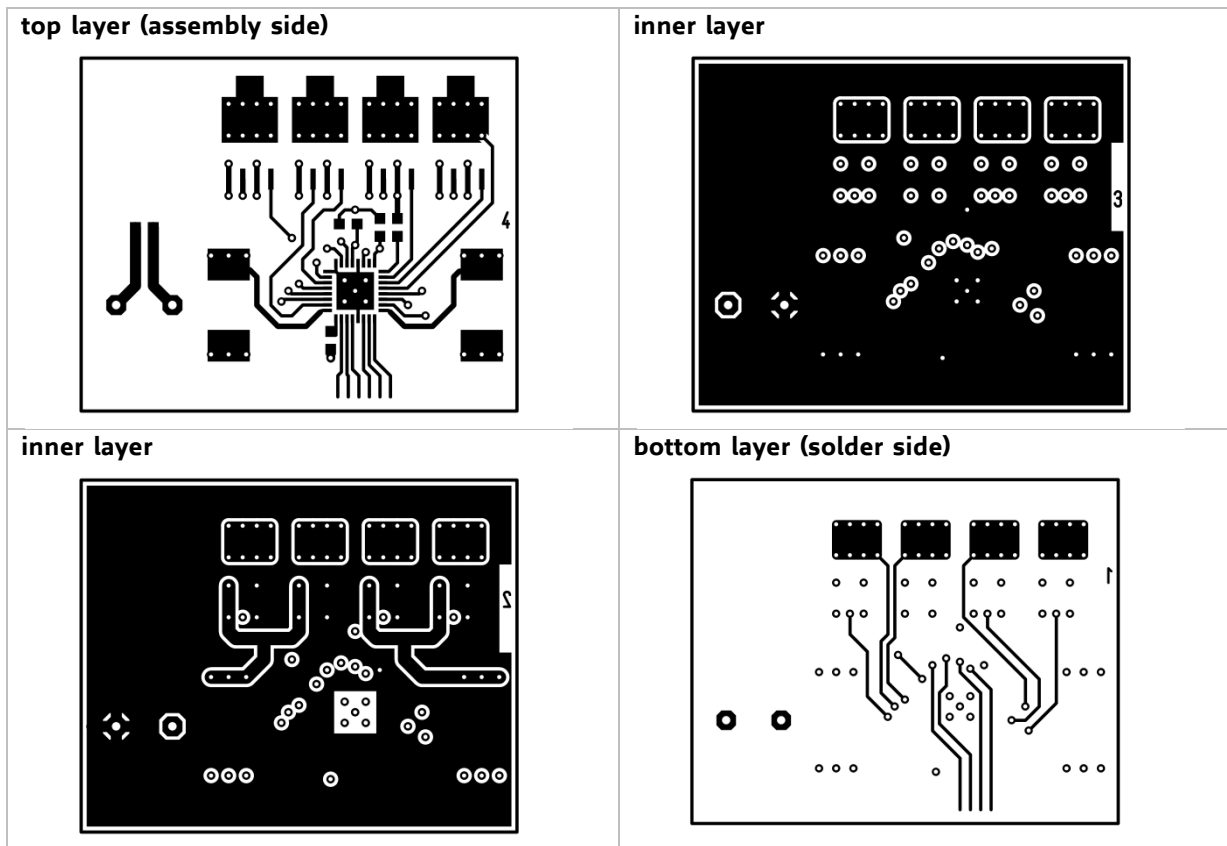 top layer (assembly side)
inner layer
4
3
inner layer
bottom layer (solder side)
2
1